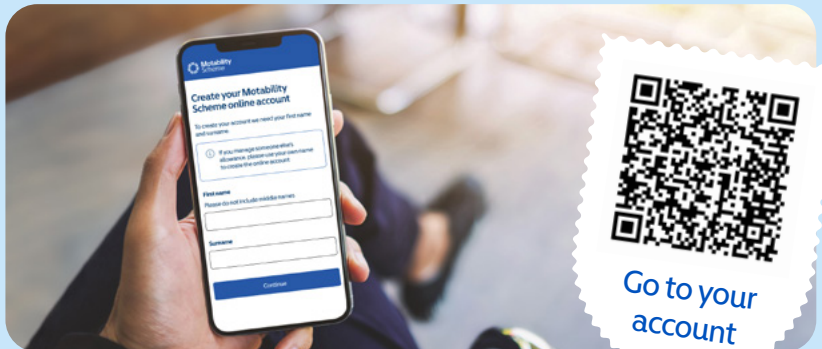 Motability
Scheme
Create your Motability
Scheme online account
To create your account we need your first name
and surname.
If you manage someone else's
allowance, please use your own name
to create the online account
First name
Please do not include middle names
Surname
Continue
Go to your
account